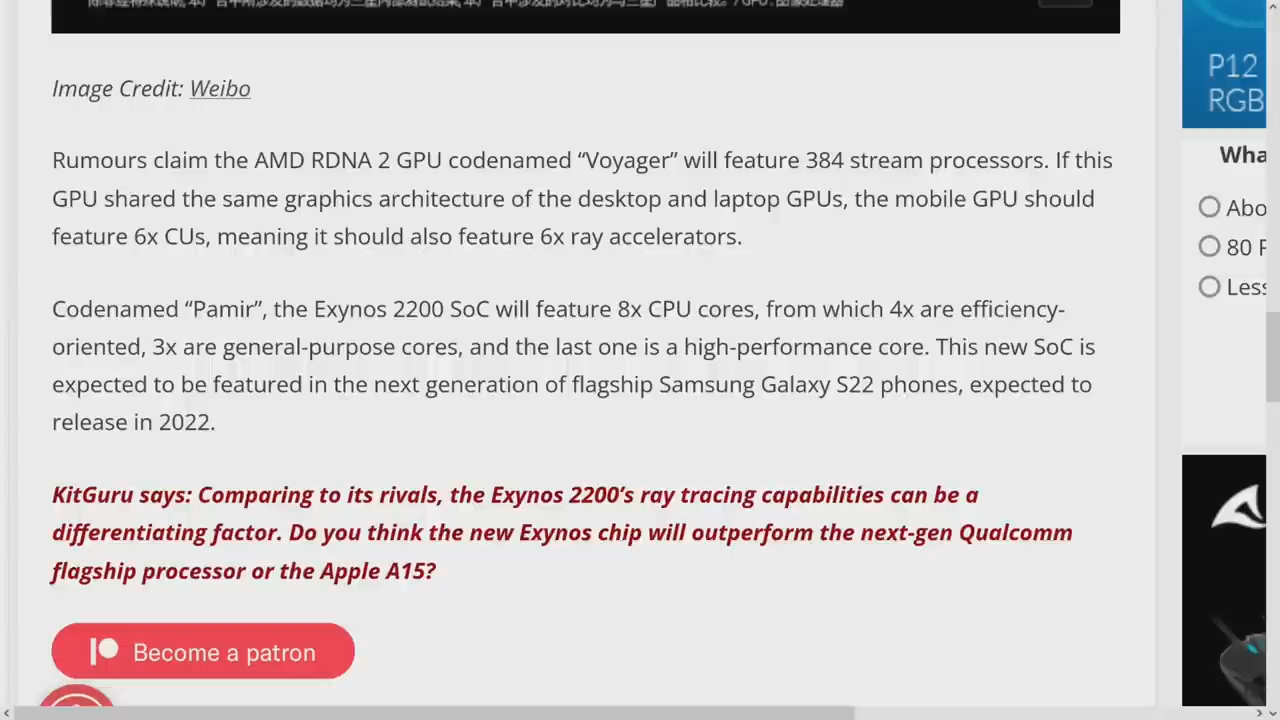 Image Credit: Weibo
Rumours claim the AMD RDNA 2 GPU codenamed “Voyager” will feature 384 stream processors. If this
GPU shared the same graphics architecture of the desktop and laptop GPUs, the mobile GPU should
feature 6x CUs, meaning it should also feature 6x ray accelerators.
Codenamed “Pamir”, the Exynos 2200 SoC will feature 8x CPU cores, from which 4x are efficiency-
oriented, 3x are general-purpose cores, and the last one is a high-performance core. This new SoC is
expected to be featured in the next generation of flagship Samsung Galaxy S22 phones, expected to
release in 2022.
KitGuru says: Comparing to its rivals, the Exynos 2200’s ray tracing capabilities can be a
differentiating factor. Do you think the new Exynos chip will outperform the next-gen Qualcomm
flagship processor or the Apple A15?
Become a patron
P12
RGB
Wha
Abo
80 F
Less